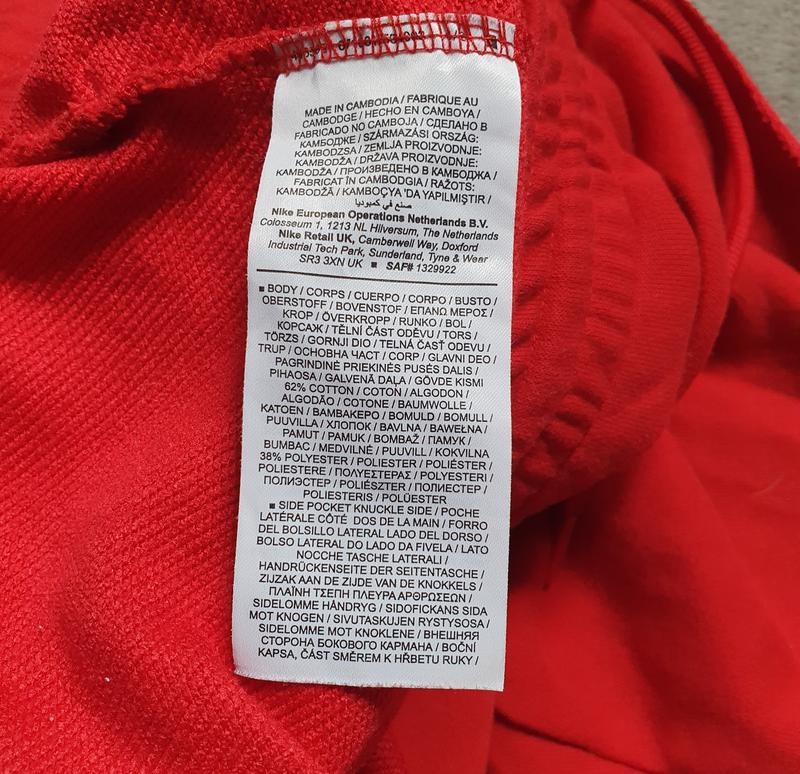 MADE IN CAMBODIA / FABRIQUE AU
CAMBODGE / HECHO EN CAMBOYA /
FABRICADO NO CAMBOJA / СДЕЛАНО В
КАМБОДЖЕ / SZÁRMAZÁSI ORSZÁG:
KAMBODZSA / ZEMLJA PROIZVODNJE:
KAMBODŽA / DRŽAVA PROIZVODNJE:
KAMBODŽA / ПРОИЗВЕДЕНО В КАМБОДЖА /
FABRICAT ÎN CAMBODGIA / RAŽOTS:
KAMBODŽĀ / KAMBOÇYA 'DA YAPILMIŞTIR /
صنع في كمبوديا
Nike European Operations Netherlands B.V.
Colosseum 1, 1213 NL Hilversum, The Netherlands
Nike Retail UK, Camberwell Way, Doxford
Industrial Tech Park, Sunderland, Tyne & Wear
SR3 3XN UK ■ SAF# 1329922
■ BODY / CORPS / CUERPO / CORPO / BUSTO /
OBERSTOFF / BOVENSTOF / ΕΠΑΝΩ ΜΕΡΟΣ /
KROP / ÖVERKROPP / RUNKO / BOL /
КОРСАЖ / TĚLNÍ ČÁST ODĚVU / TORS /
TÖRZS / GORNJI DIO / TELNÁ ČASŤ ODEVU /
TRUP / ОСНОВНА ЧАСТ / CORP / GLAVNI DEO /
PAGRINDINĖ PRIEKINĖS PUSĖS DALIS /
PIHAOSA / GALVENĀ DAĻA / GÖVDE KISMI
62% COTTON / COTON / ALGODON /
ALGODÃO / COTONE / BAUMWOLLE /
KATOEN / ΒΑΜΒΑΚΕΡΟ / BOMULD / BOMULL /
PUUVILLA / ХЛОПОК / BAVLNA / BAWEŁNA /
PAMUT / PAMUK / BOMBAŽ / ПАМУК /
BUMBAC / MEDVILNĖ / PUUVILL / KOKVILNA
38% POLYESTER / POLIESTER / POLIÉSTER /
POLIESTERE / ΠΟΛΥΕΣΤΕΡΑΣ / POLYESTERI /
ПОЛИЭСТЕР / POLIÉSZTER / ПОЛИЕСТЕР /
POLIESTERIS / POLÜESTER
■ SIDE POCKET KNUCKLE SIDE / POCHE
LATÉRALE CÔTÉ DOS DE LA MAIN / FORRO
DEL BOLSILLO LATERAL LADO DEL DORSO /
BOLSO LATERAL DO LADO DA FIVELA / LATO
NOCCHE TASCHE LATERALI /
HANDRÜCKENSEITE DER SEITENTASCHE /
ZIJZAK AAN DE ZIJDE VAN DE KNOKKELS /
ΠΛΑΪΝΗ ΤΣΕΠΗ ΠΛΕΥΡΑ ΑΡΘΡΩΣΕΩΝ /
SIDELOMME HÅNDRYG / SIDOFICKANS SIDA
MOT KNOGEN / SIVUTASKUJEN RYSTYSOSA /
SIDELOMME MOT KNOKLENE / ВНЕШНЯЯ
СТОРОНА БОКОВОГО КАРМАНА / BOČNÍ
KAPSA, ČÁST SMĚREM K HŘBETU RUKY /